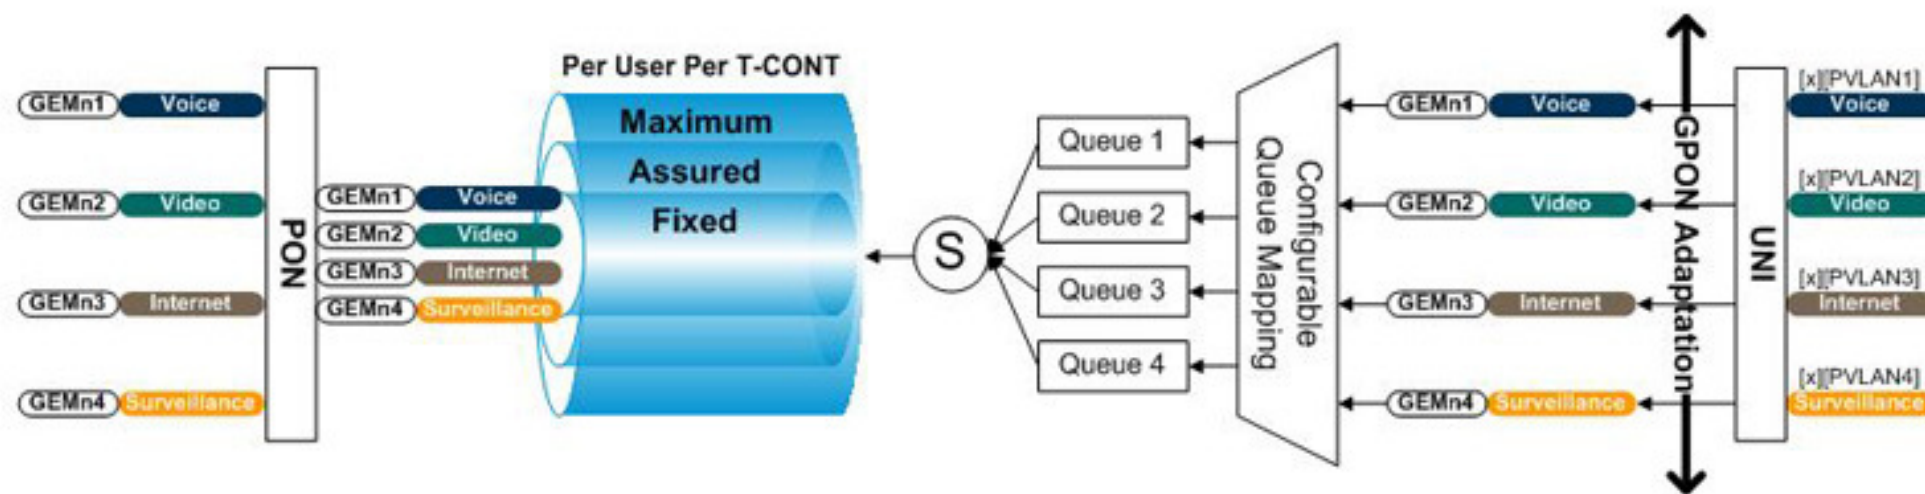 GEMn1 Voice
GEMn2 Video
GEMn3 Internet
GEMn4 Surveillance
PON
GEMn1 Voice
GEMn2 Video
GEMn3 Internet
GEMn4 Surveillance
Per User Per T-CONT
Maximum
Assured
Fixed
S
Queue 1
Queue 2
Queue 3
Queue 4
Configurable
Queue Mapping
GEMn1 Voice
GEMn2 Video
GEMn3 Internet
GEMn4 Surveillance
GPON Adaptation
UNI
[x][PVLAN1]
Voice
[x][PVLAN2]
Video
[x][PVLAN3]
Internet
[x][PVLAN4]
Surveillance